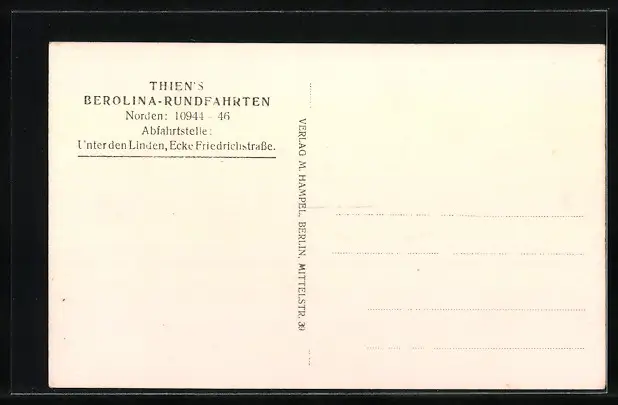 THIEN'S
BEROLINA-RUNDFAHRTEN
Norden: 10944-46
Abfahrtstelle:
Unter den Linden, Ecke Friedrichstraße.
VERLAG M. HAMPEL, BERLIN, MITTELSTR. 30